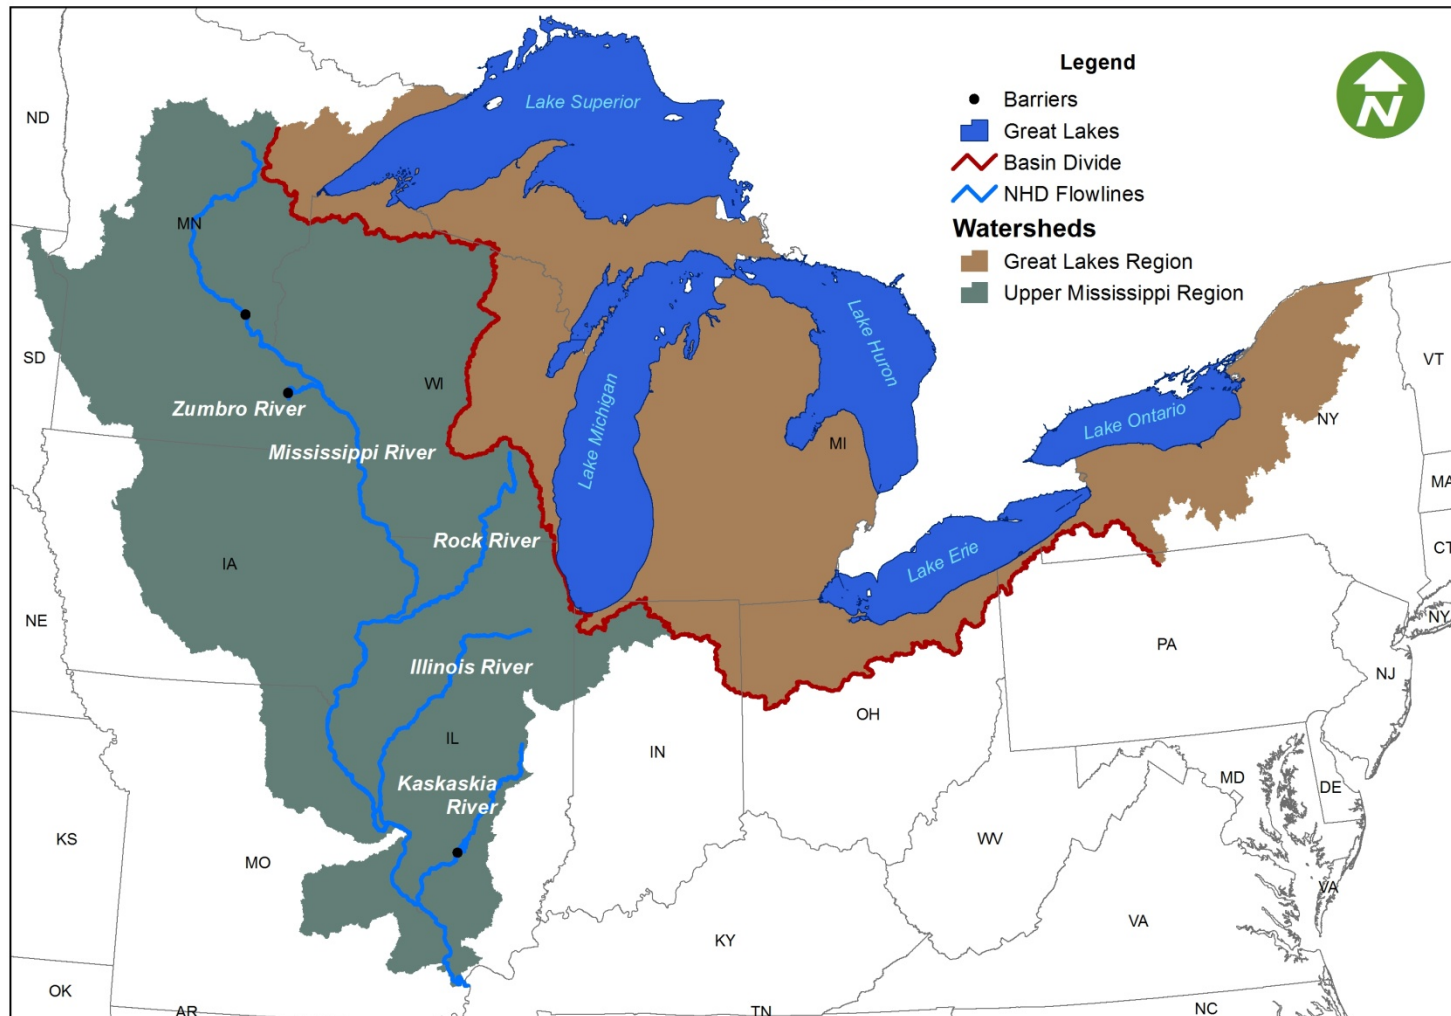 Legend
Barriers
Great Lakes
Basin Divide
NHD Flowlines
Watersheds
Great Lakes Region
Upper Mississippi Region
N
Lake Superior
Lake Michigan
Lake Huron
Lake Ontario
Lake Erie
Zumbro River
Mississippi River
Rock River
Illinois River
Kaskaskia
River
ND
MN
SD
WI
MI
VT
NY
MA
CT
NY
IA
NE
PA
NJ
OH
IN
IL
MD
DE
WV
KS
MO
VA
VA
KY
OK
AR
TN
NC